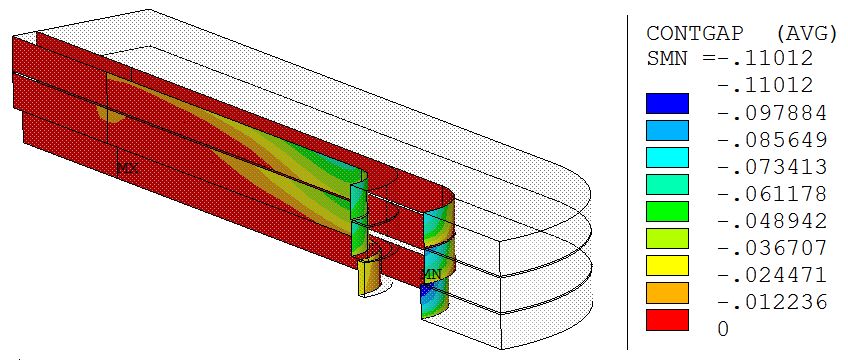 CONTGAP (AVG)
SMN =-.11012
-.11012
-.097884
-.085649
-.073413
-.061178
-.048942
-.036707
-.024471
-.012236
0
MX
MN